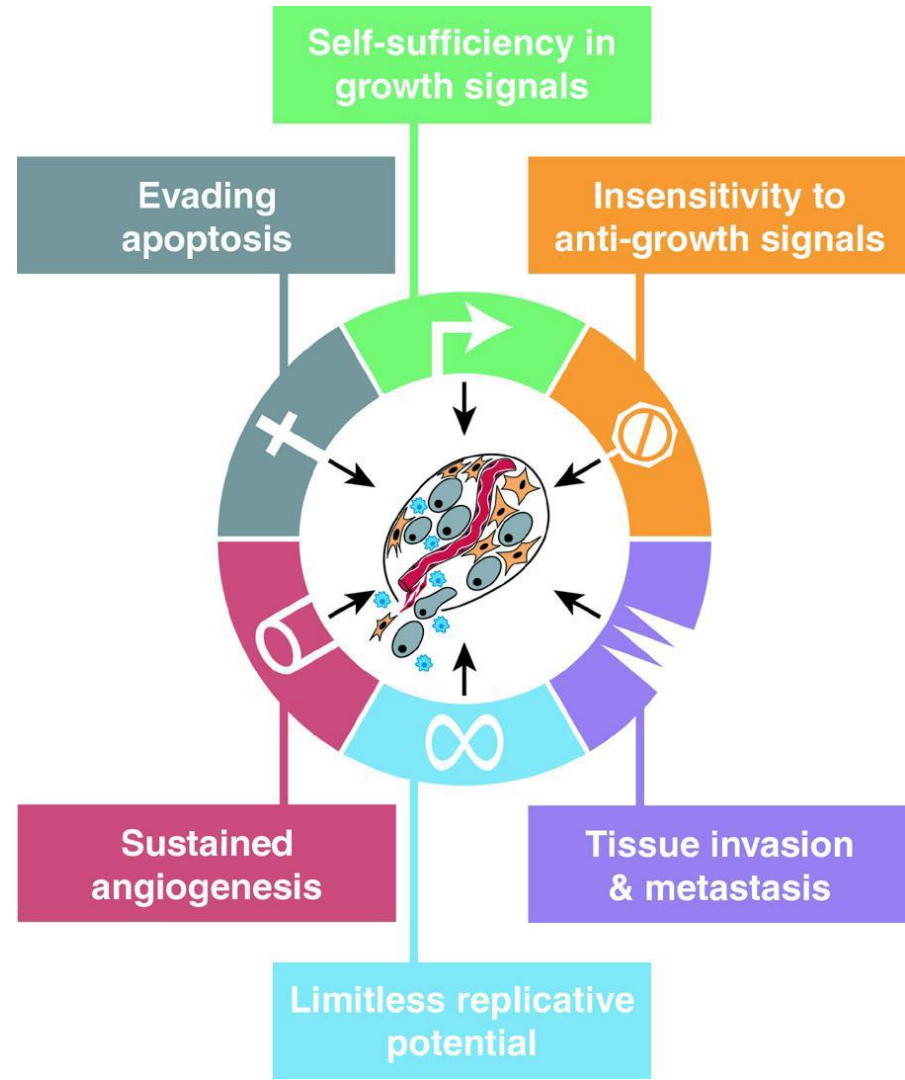 Self-sufficiency in
growth signals
Evading
apoptosis
Insensitivity to
anti-growth signals
Sustained
angiogenesis
Tissue invasion
& metastasis
Limitless replicative
potential